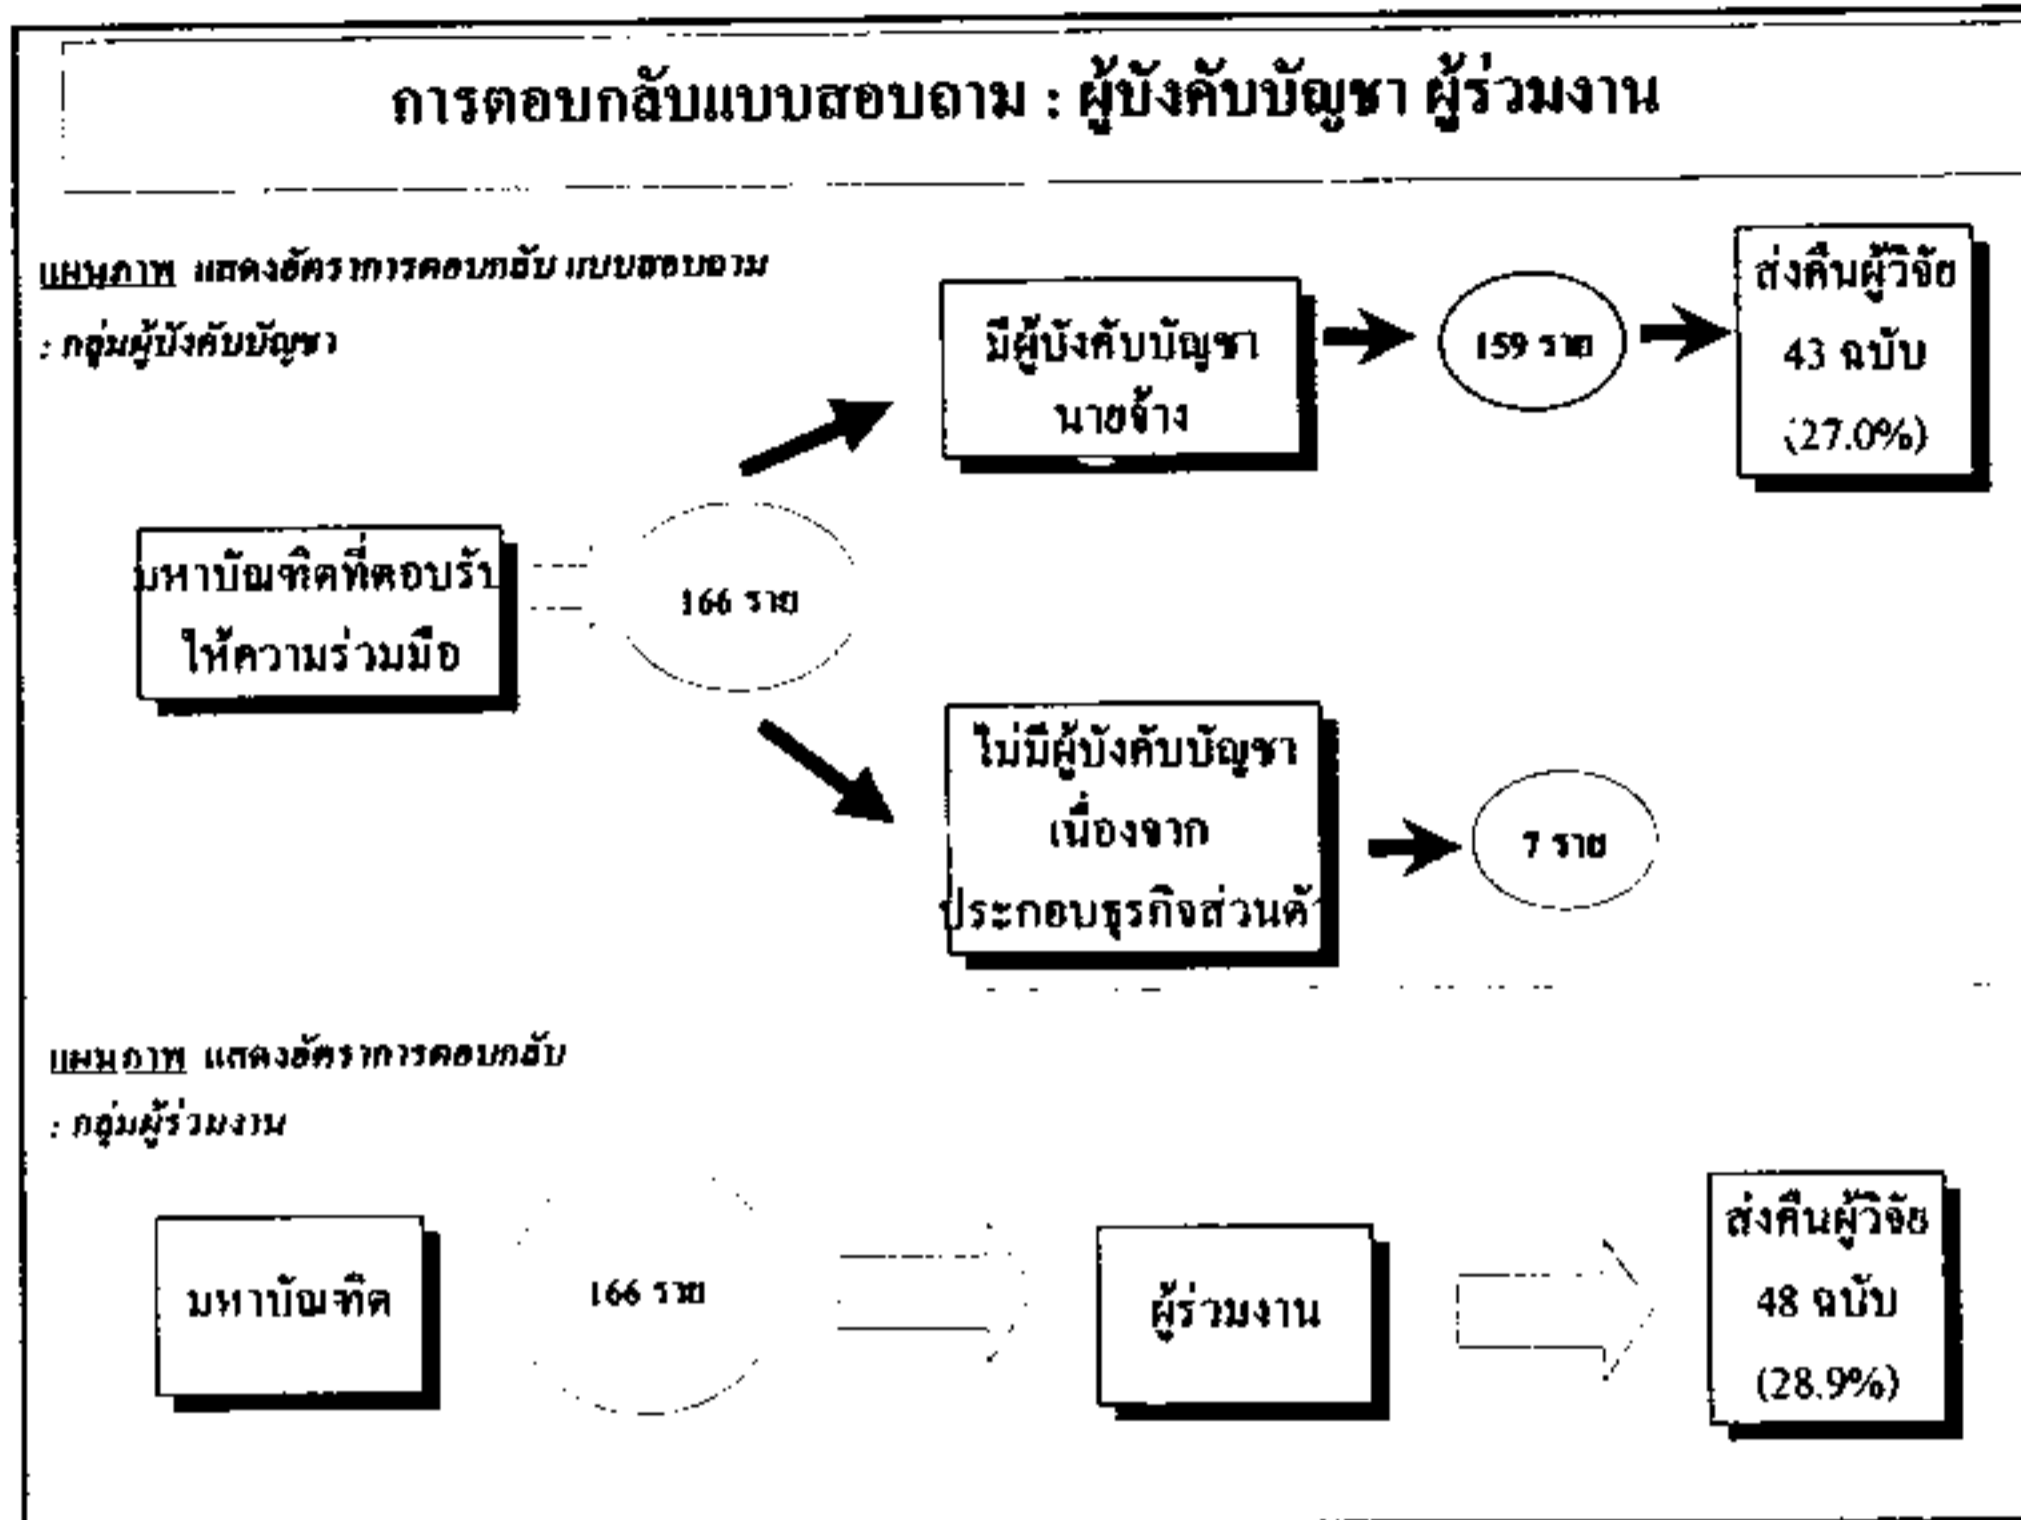 การตอบกลับแบบสอบถาม : ผู้บังคับบัญชา ผู้ร่วมงาน
แผนภาพ แสดงอัตราการตอบกลับแบบสอบถาม
: กลุ่มผู้บังคับบัญชา
มีผู้บังคับบัญชา
นายจ้าง
159 ราย
ส่งคืนผู้วิจัย
43 ฉบับ
(27.0%)
มหาบัณฑิตที่ตอบรับ
ให้ความร่วมมือ
166 ราย
ไม่มีผู้บังคับบัญชา
เนื่องจาก
ประกอบธุรกิจส่วนตัว
7 ราย
แผนภาพ แสดงอัตราการตอบกลับ
: กลุ่มผู้ร่วมงาน
มหาบัณฑิต
166 ราย
ผู้ร่วมงาน
ส่งคืนผู้วิจัย
48 ฉบับ
(28.9%)